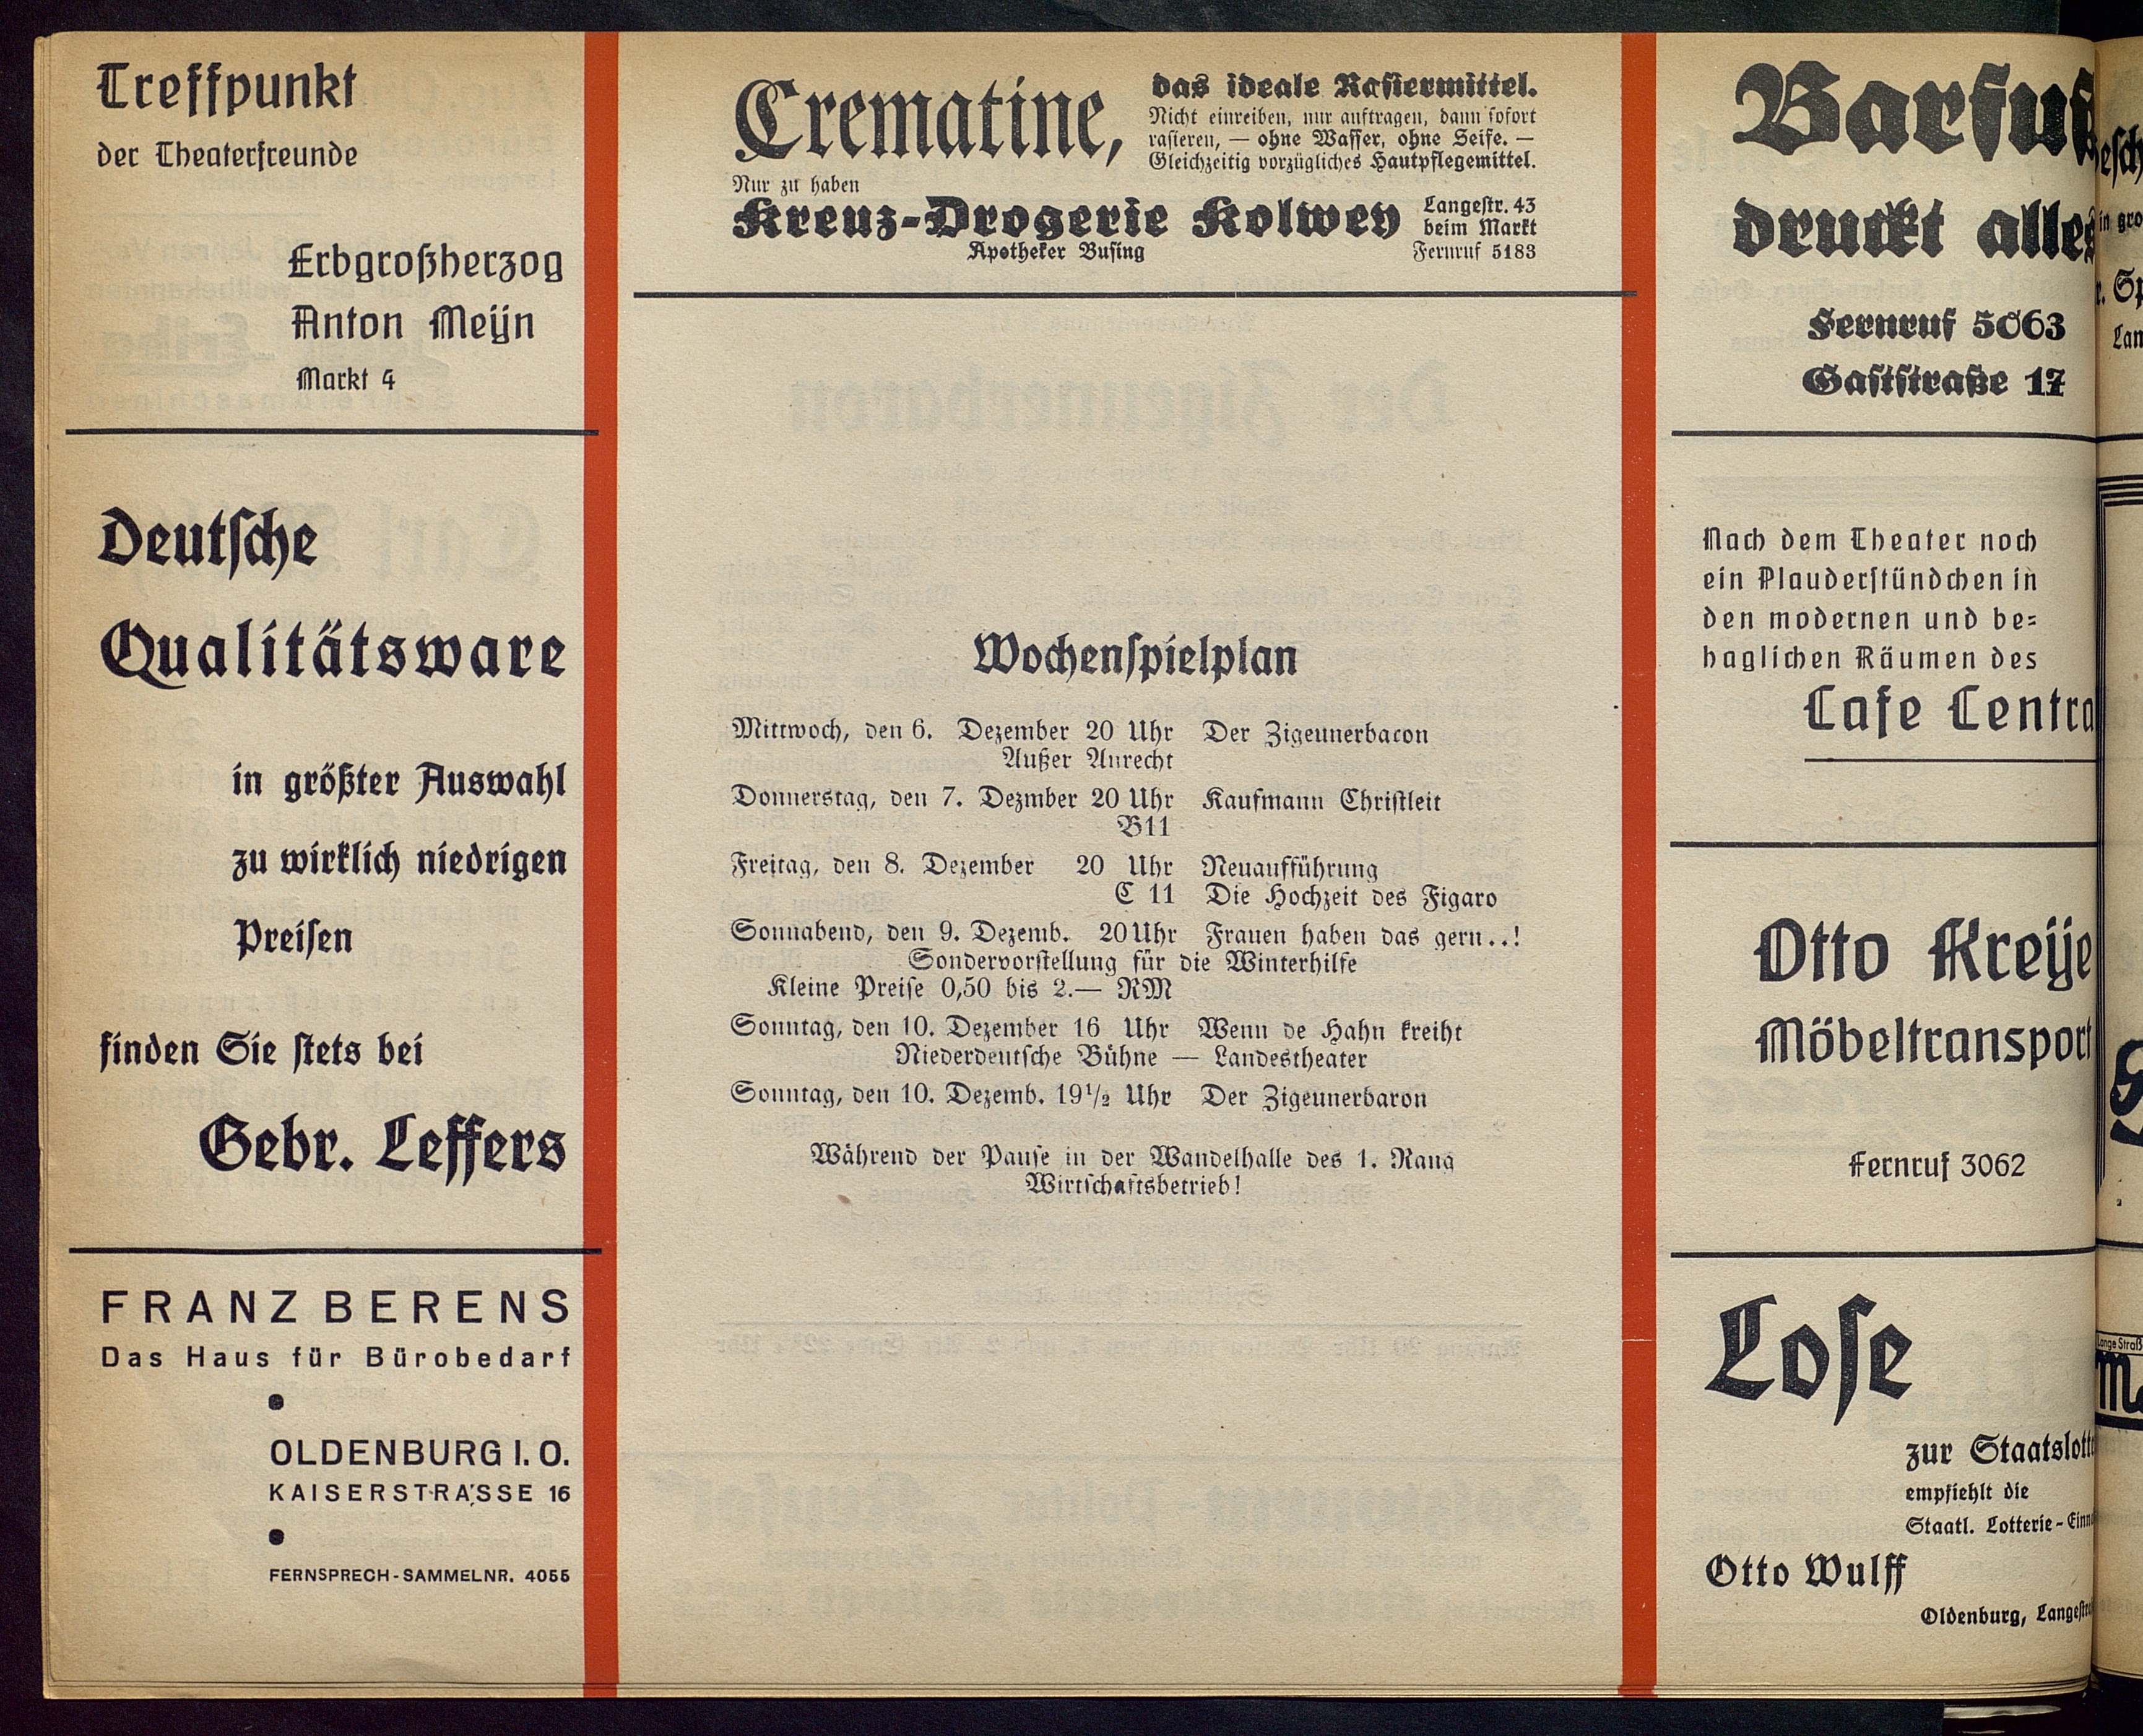 Treffpunkt
der Theaterfreunde
Erbgroßherzog
Anton Meijn
Markt 4
Deutsche
Qualitätsware
in größter Auswahl
zu wirklich niedrigen
Preisen
finden Sie stets bei
Gebr. Leffers
FRANZ BERENS
Das Haus für Bürobedarf
OLDENBURG I. O.
KAISERSTRASSE 16
FERNSPRECH-SAMMELNR. 4055
Crematine,
das ideale Rasiermittel.
Nicht einreiben, nur auftragen, dann sofort
rasieren, — ohne Wasser, ohne Seife. —
Gleichzeitig vorzügliches Hautpflegemittel.
Nur zu haben
Kreuz-Drogerie Kolwey
Langestr. 43
beim Markt
Apotheker Busing
Fernruf 5183
Wochenspielplan
Mittwoch, den 6. Dezember 20 Uhr Der Zigeunerbacon
Außer Anrecht
Donnerstag, den 7. Dezmber 20 Uhr Kaufmann Christleit
B11
Freitag, den 8. Dezember 20 Uhr Neuaufführung
C 11 Die Hochzeit des Figaro
Sonnabend, den 9. Dezemb. 20 Uhr Frauen haben das gern..!
Sondervorstellung für die Winterhilfe
Kleine Preise 0,50 bis 2.— RM
Sonntag, den 10. Dezember 16 Uhr Wenn de Hahn kreiht
Niederdeutsche Bühne — Landestheater
Sonntag, den 10. Dezemb. 19½ Uhr Der Zigeunerbaron
Während der Pause in der Wandelhalle des 1. Rang
Wirtschaftsbetrieb!
Barfuß
druckt alles
Fernruf 5063
Gaststraße 17
Nach dem Theater noch
ein Plauderstündchen in
den modernen und be=
haglichen Räumen des
Cafe Centra
Otto Kreije
Möbeltransport
Fernruf 3062
Lose
zur Staatslott
empfiehlt die
Staatl. Lotterie-Einn
Otto Wulff
Oldenburg, Langestr